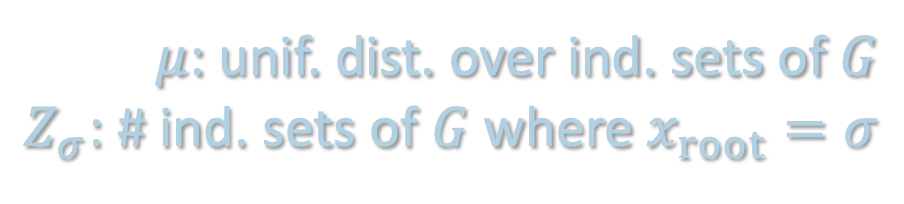 μ: unif. dist. over ind. sets of G
Z_σ: # ind. sets of G where x_root = σ